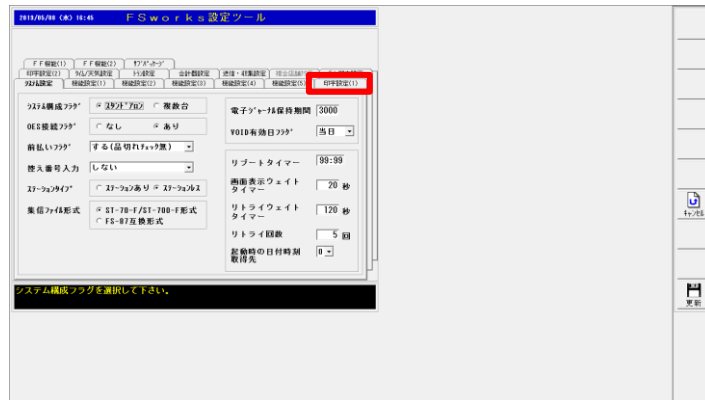 2013/05/08 (水) 16:45 FSworks設定ツール
FF機能(1) FF機能(2) サブパッケージ
印字設定(2) タイム/天気設定 トラン設定 会計器設定 送信・収集設定
システム設定 機能設定(1) 機能設定(2) 機能設定(3) 機能設定(4) 機能設定(5) 印字設定(1)
システム構成フラグ スタンドアロン 複数台
OES接続フラグ なし あり
前払いフラグ する(品切れチェック無)
控え番号入力 しない
ステーションタイプ ステーションあり ステーションレス
集信ファイル形式 ST-70-F/ST-700-F形式
FS-87互換形式
電子ジャーナル保持期間 3000
VOID有効日フラグ 当日
リブートタイマー 99:99
画面表示ウェイト
タイマー 20 秒
リトライウェイト
タイマー 120 秒
リトライ回数 5 回
起動時の日付時刻
取得先 0
システム構成フラグを選択して下さい。
キャンセル
更新